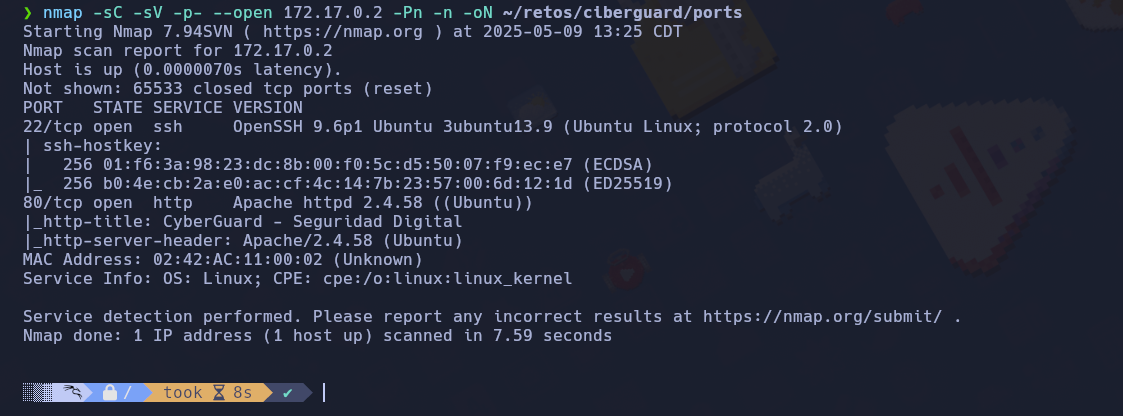 ❯ nmap -sC -sV -p- --open 172.17.0.2 -Pn -n -oN ~/retos/ciberguard/ports
Starting Nmap 7.94SVN ( https://nmap.org ) at 2025-05-09 13:25 CDT
Nmap scan report for 172.17.0.2
Host is up (0.0000070s latency).
Not shown: 65533 closed tcp ports (reset)
PORT   STATE SERVICE VERSION
22/tcp open  ssh     OpenSSH 9.6p1 Ubuntu 3ubuntu13.9 (Ubuntu Linux; protocol 2.0)
| ssh-hostkey:
|   256 01:f6:3a:98:23:dc:8b:00:f0:5c:d5:50:07:f9:ec:e7 (ECDSA)
|_  256 b0:4e:cb:2a:e0:ac:cf:4c:14:7b:23:57:00:6d:12:1d (ED25519)
80/tcp open  http    Apache httpd 2.4.58 ((Ubuntu))
|_http-title: CyberGuard - Seguridad Digital
|_http-server-header: Apache/2.4.58 (Ubuntu)
MAC Address: 02:42:AC:11:00:02 (Unknown)
Service Info: OS: Linux; CPE: cpe:/o:linux:linux_kernel
Service detection performed. Please report any incorrect results at https://nmap.org/submit/ .
Nmap done: 1 IP address (1 host up) scanned in 7.59 seconds
/ took 8s ✔